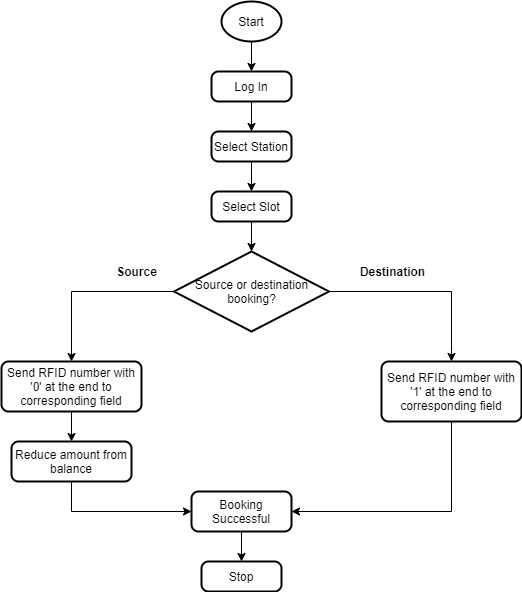 Start
Log In
Select Station
Select Slot
Source
Destination
Source or destination
booking?
Send RFID number with
'0' at the end to
corresponding field
Send RFID number with
'1' at the end to
corresponding field
Reduce amount from
balance
Booking
Successful
Stop